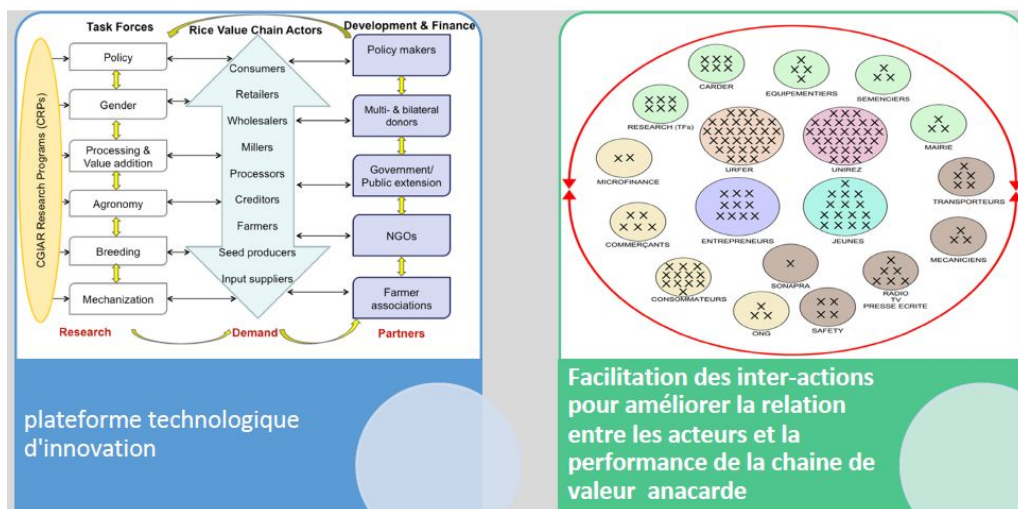 Task Forces
Rice Value Chain Actors
Development & Finance
CGIAR Research Programs (CRPs)
Policy
Gender
Processing &
Value addition
Agronomy
Breeding
Mechanization
Consumers
Retailers
Wholesalers
Millers
Processors
Creditors
Farmers
Seed producers
Input suppliers
Policy makers
Multi- & bilateral
donors
Government/
Public extension
NGOs
Farmer
associations
Research
Demand
Partners
plateforme technologique
d'innovation
CARDER
EQUIPEMENTIERS
SEMENCIERS
RESEARCH (TFs)
URFER
UNIREZ
MAIRIE
MICROFINANCE
TRANSPORTEURS
COMMERÇANTS
ENTREPRENEURS
JEUNES
MECANICIENS
CONSOMMATEURS
SONAPRA
RADIO
TV
PRESSE ECRITE
ONG
SAFETY
Facilitation des inter-actions
pour améliorer la relation
entre les acteurs et la
performance de la chaine de
valeur anacarde